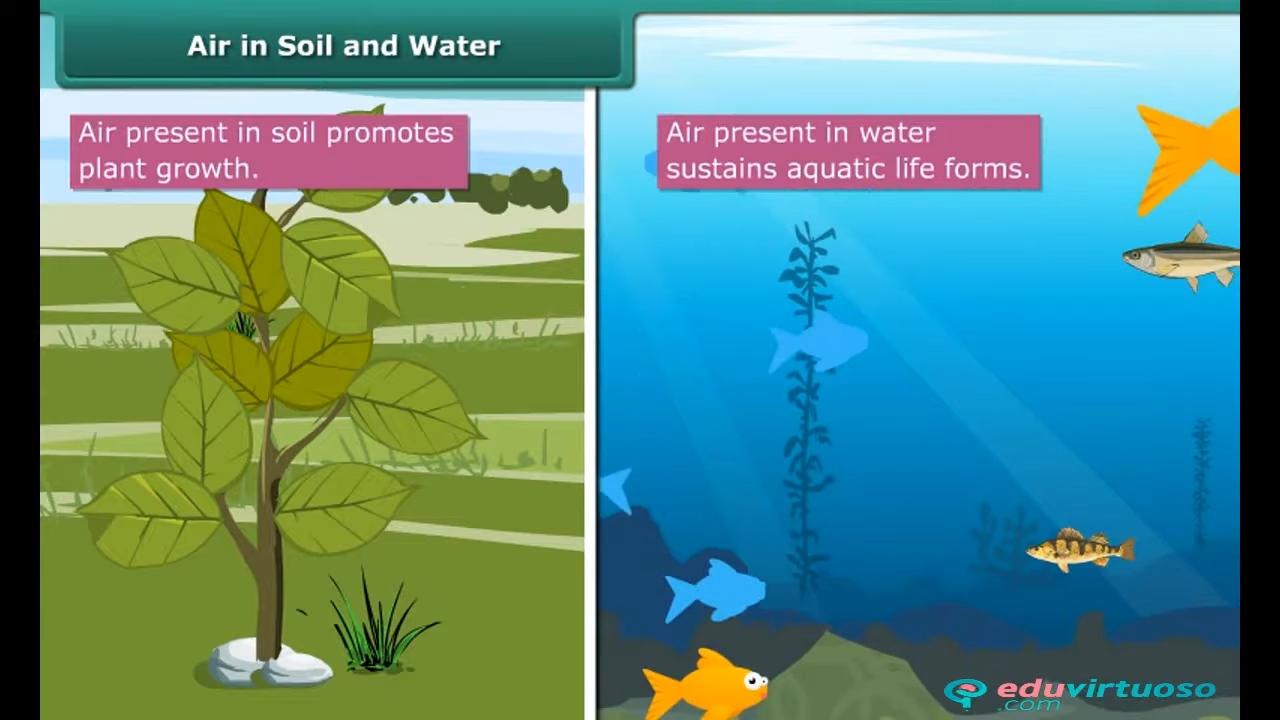 Air in Soil and Water
Air present in soil promotes
plant growth.
Air present in water
sustains aquatic life forms.
eduvirtuoso
.com